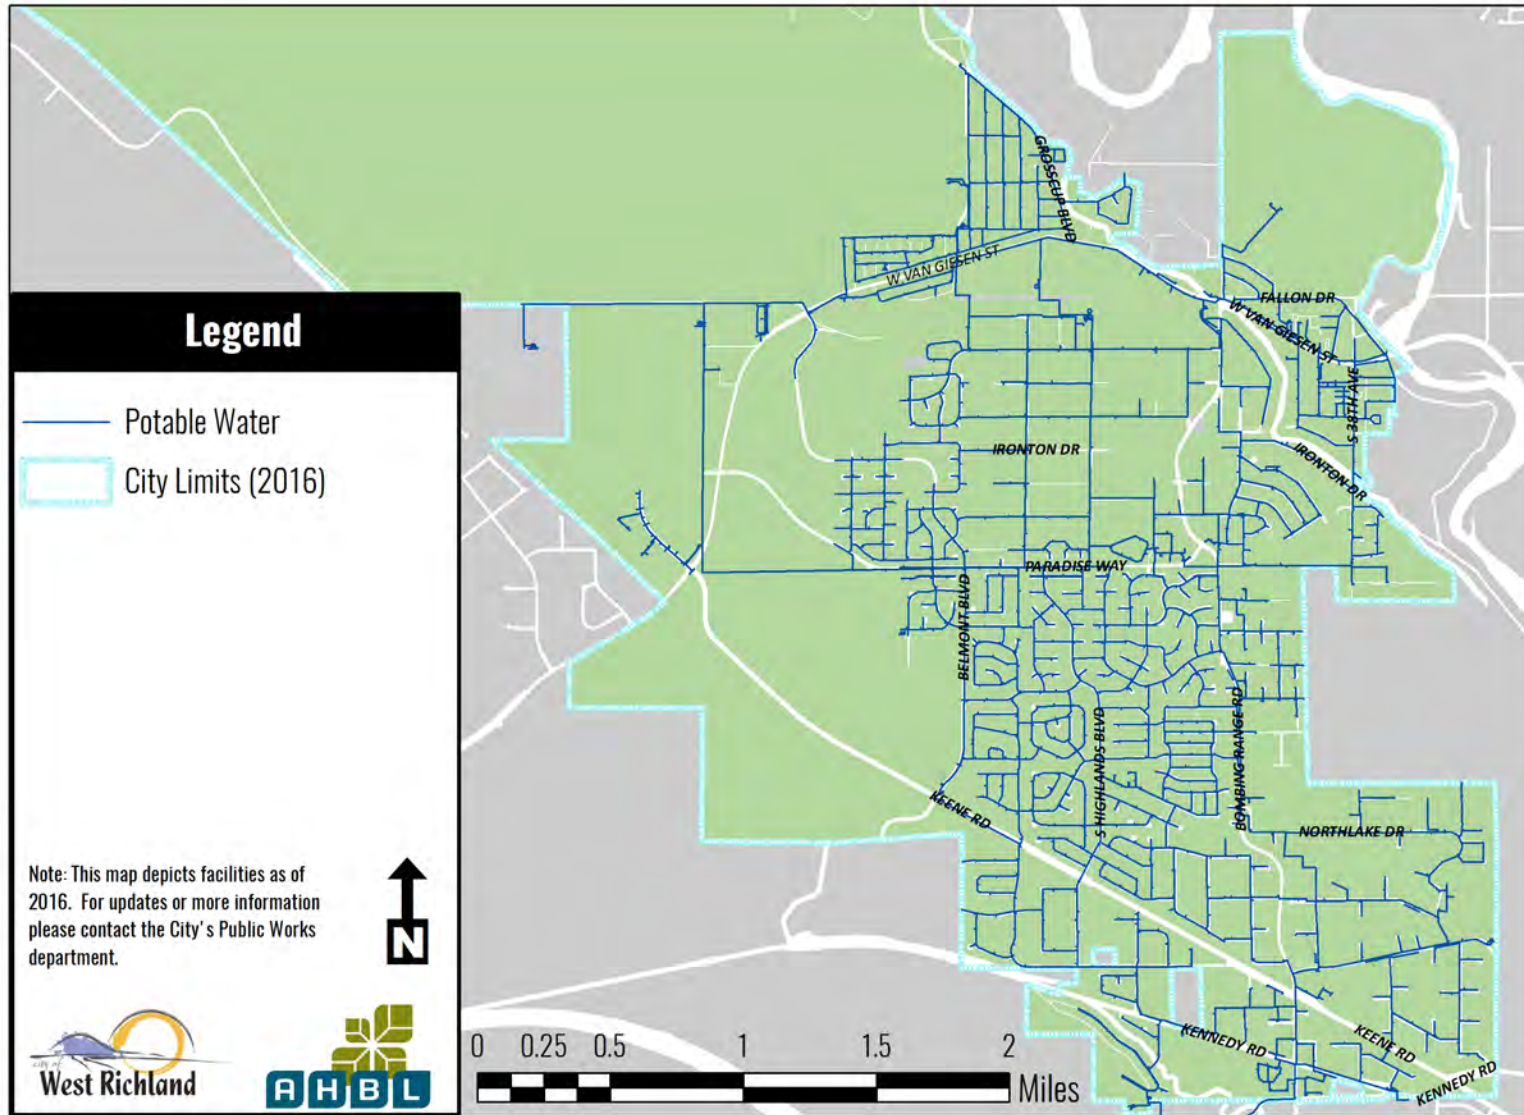 Legend
Potable Water
City Limits (2016)
Note: This map depicts facilities as of
2016. For updates or more information
please contact the City's Public Works
department.
N
city of
West Richland
AHBL
0 0.25 0.5 1 1.5 2
Miles
GROSSCUP BLVD
W VAN GIESEN ST
FALLON DR
W VAN GIESEN ST
S 38TH AVE
IRONTON DR
IRONTON DR
PARADISE WAY
BELMONT BLVD
S HIGHLANDS BLVD
BOMBING RANGE RD
KEENE RD
NORTHLAKE DR
KENNEDY RD
KEENE RD
KENNEDY RD